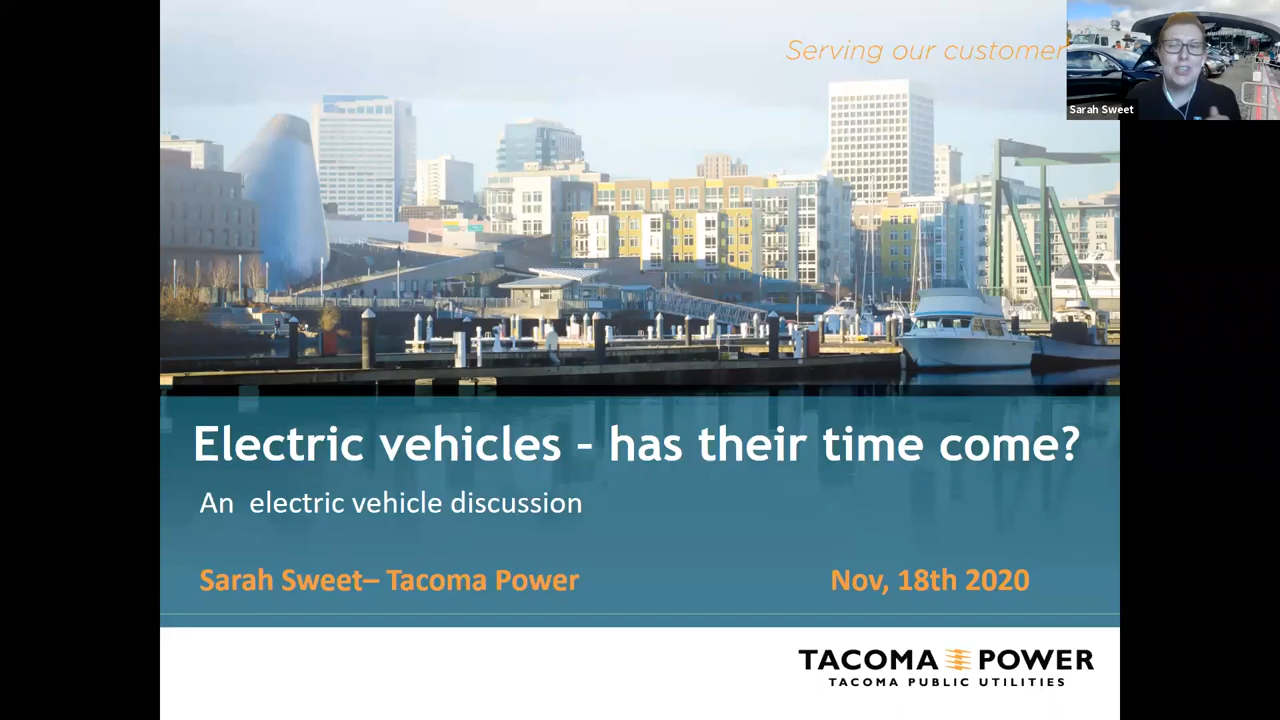 Serving our customer
Sarah Sweet
Electric vehicles – has their time come?
An electric vehicle discussion
Sarah Sweet– Tacoma Power
Nov, 18th 2020
TACOMA POWER
TACOMA PUBLIC UTILITIES